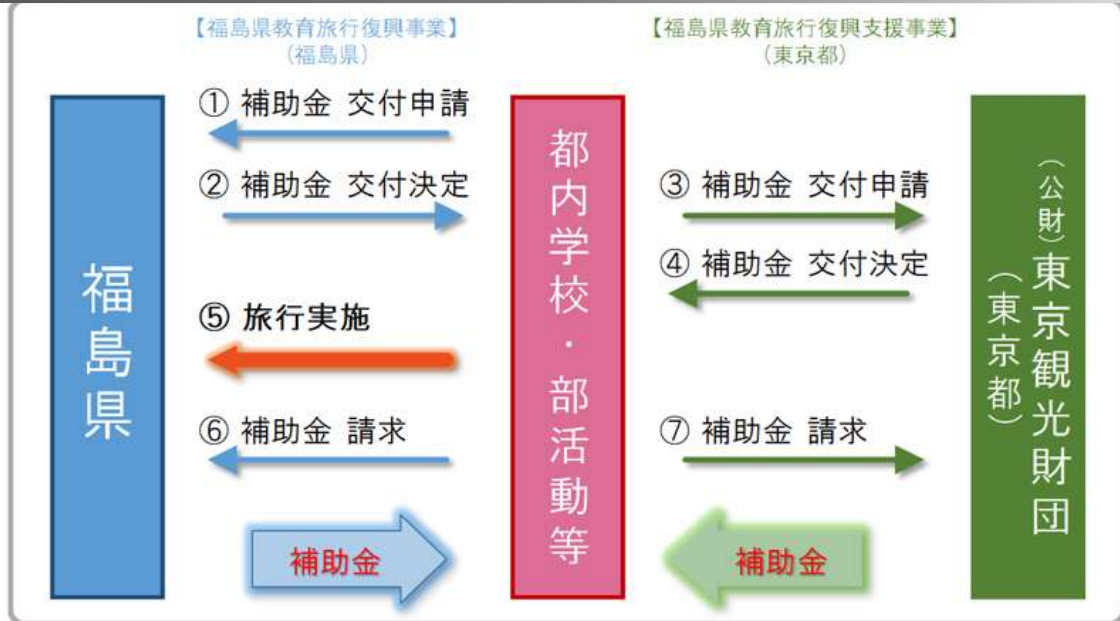 【福島県教育旅行復興事業】
(福島県)
【福島県教育旅行復興支援事業】
(東京都)
福島県
① 補助金 交付申請
② 補助金 交付決定
⑤ 旅行実施
⑥ 補助金 請求
補助金
都内学校・部活動等
③ 補助金 交付申請
④ 補助金 交付決定
⑦ 補助金 請求
補助金
(公財)東京観光財団
(東京都)